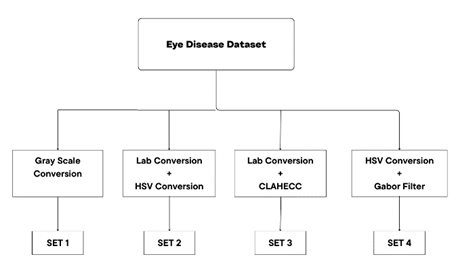 Eye Disease Dataset
Gray Scale
Conversion
Lab Conversion
+
HSV Conversion
Lab Conversion
+
CLAHECC
HSV Conversion
+
Gabor Filter
SET 1
SET 2
SET 3
SET 4